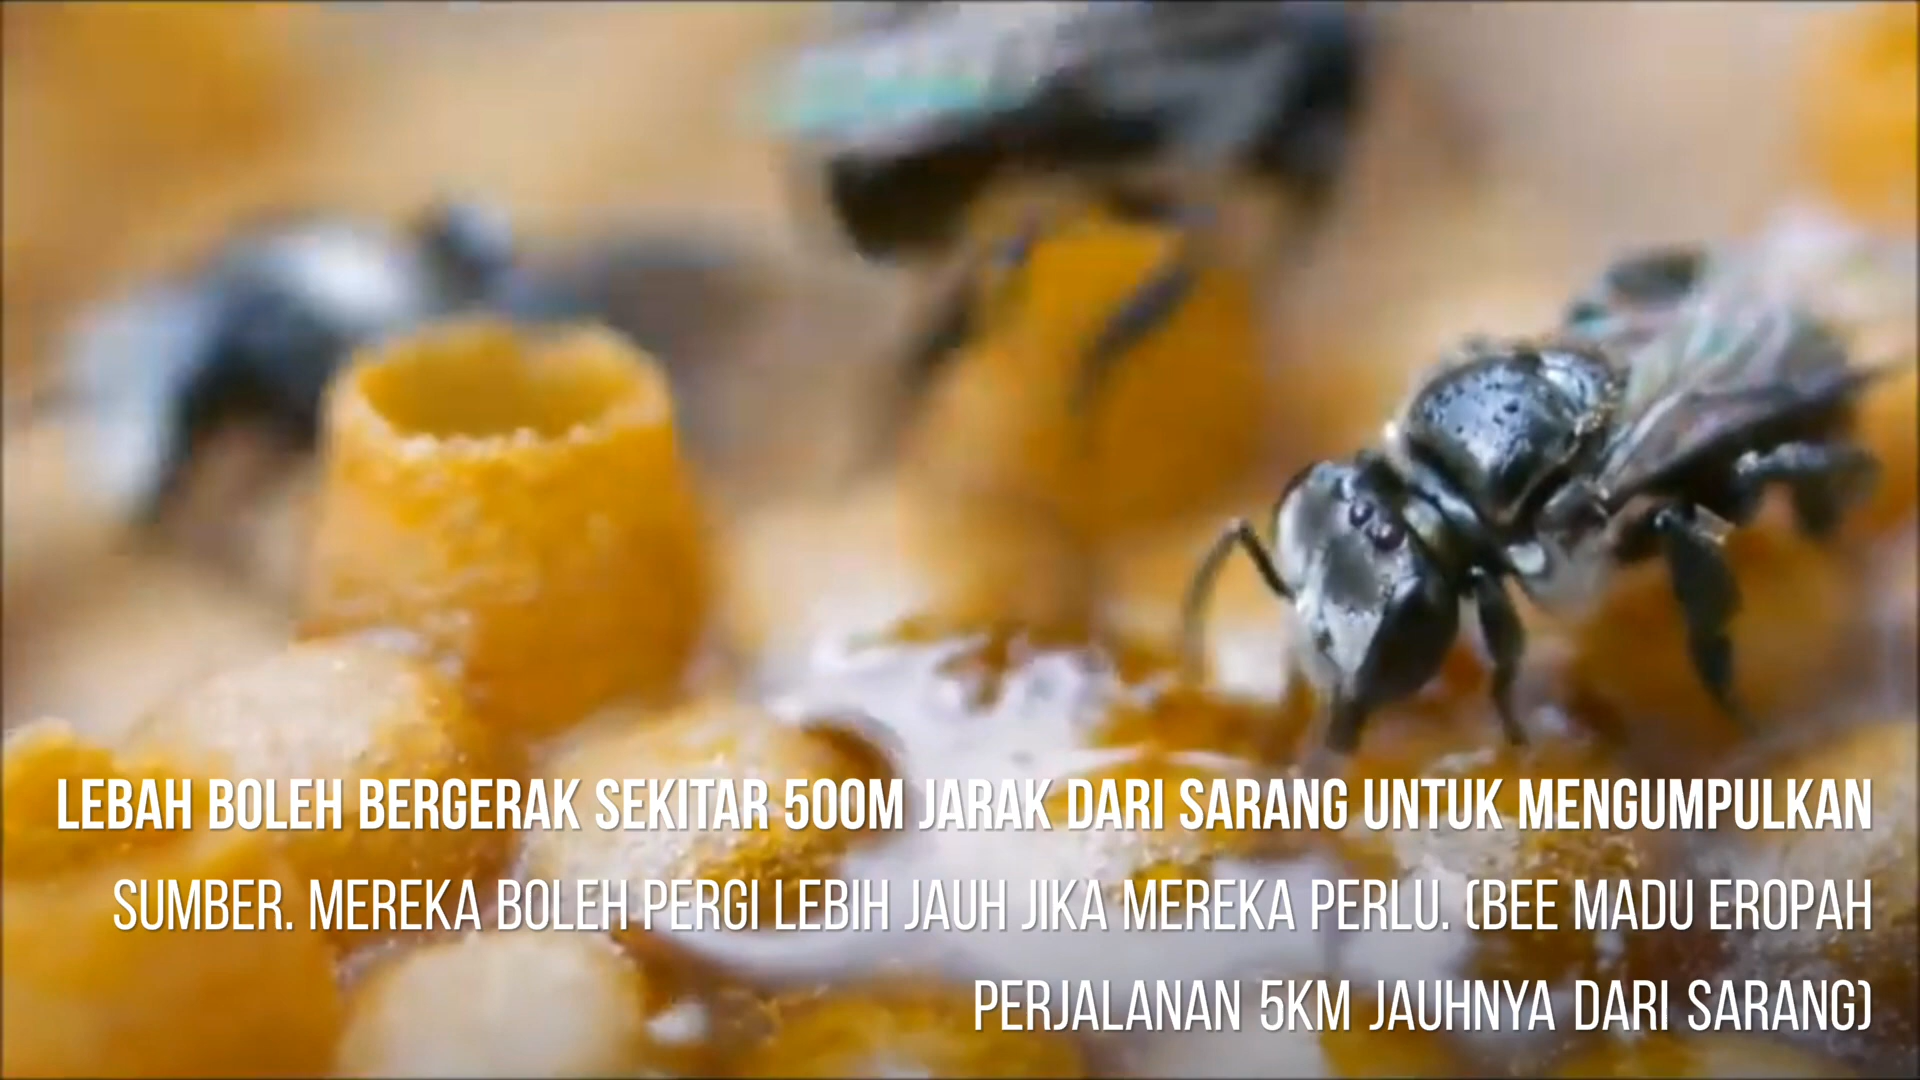 LEBAH BOLEH BERGERAK SEKITAR 500M JARAK DARI SARANG UNTUK MENGUMPULKAN
SUMBER. MEREKA BOLEH PERGI LEBIH JAUH JIKA MEREKA PERLU. (BEE MADU EROPAH
PERJALANAN 5KM JAUHNYA DARI SARANG)